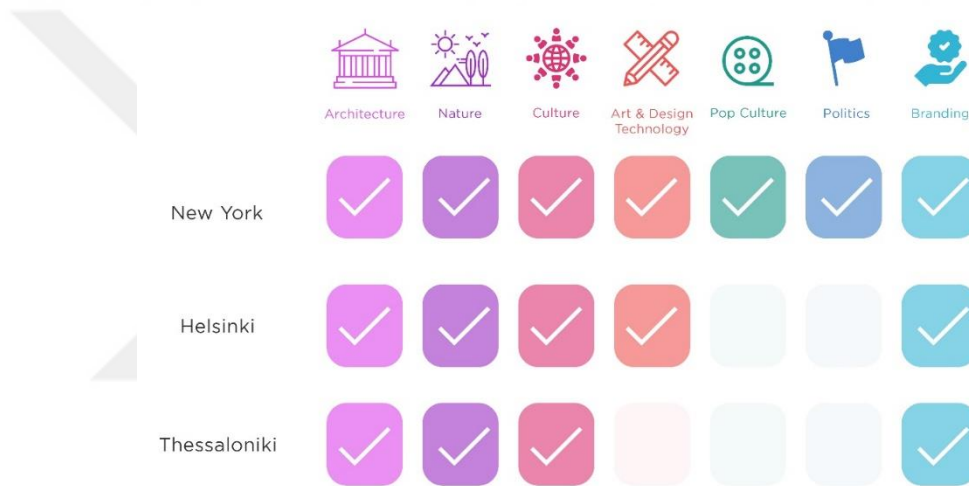 Architecture
Nature
Culture
Art & Design
Technology
Pop Culture
Politics
Branding
New York
Helsinki
Thessaloniki